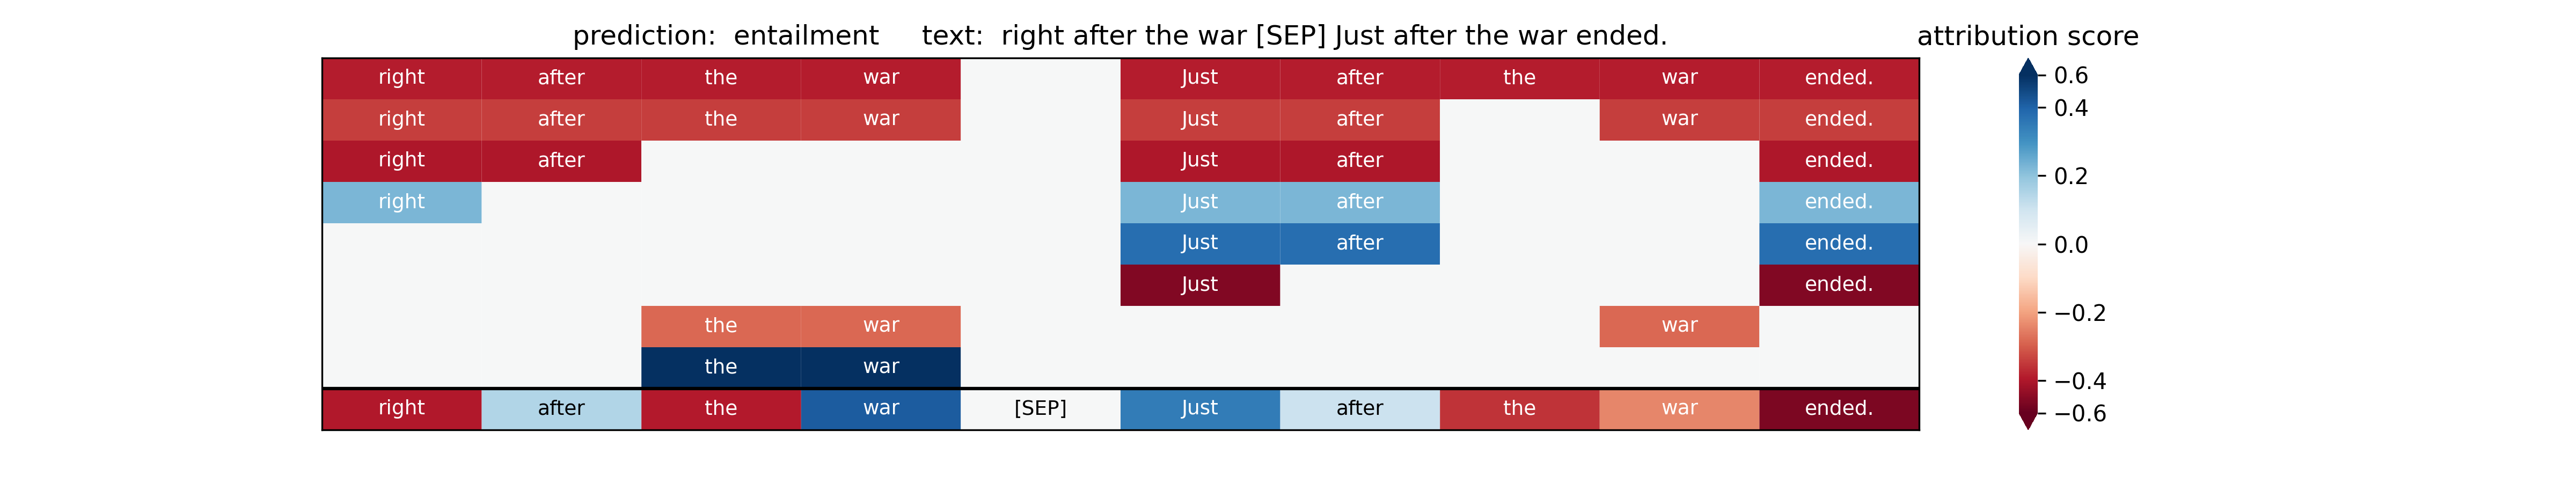 prediction: entailment text: right after the war [SEP] Just after the war ended.
attribution score
right after the war Just after the war ended.
right after the war Just after war ended.
right after Just after ended.
right Just after ended.
Just after ended.
Just ended.
the war war
the war
right after the war [SEP] Just after the war ended.
0.6
0.4
0.2
0.0
−0.2
−0.4
−0.6